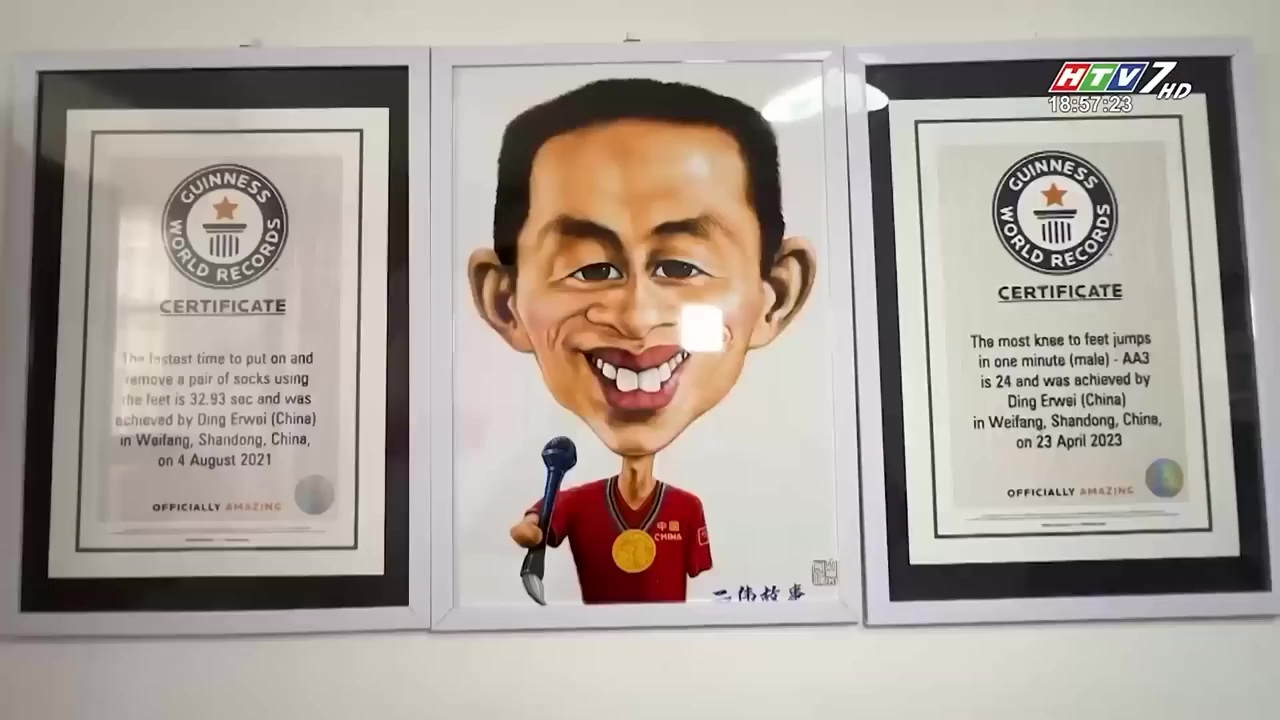 HTV7 HD
18:57:23
GUINNESS
WORLD RECORDS
CERTIFICATE
The fastest time to put on and
remove a pair of socks using
the feet is 32.93 sec and was
achieved by Ding Erwei (China)
in Weifang, Shandong, China,
on 4 August 2021
OFFICIALLY AMAZING
中国
CHINA
二伟故事
GUINNESS
WORLD RECORDS
CERTIFICATE
The most knee to feet jumps
in one minute (male) - AA3
is 24 and was achieved by
Ding Erwei (China)
in Weifang, Shandong, China,
on 23 April 2023
OFFICIALLY AMAZING